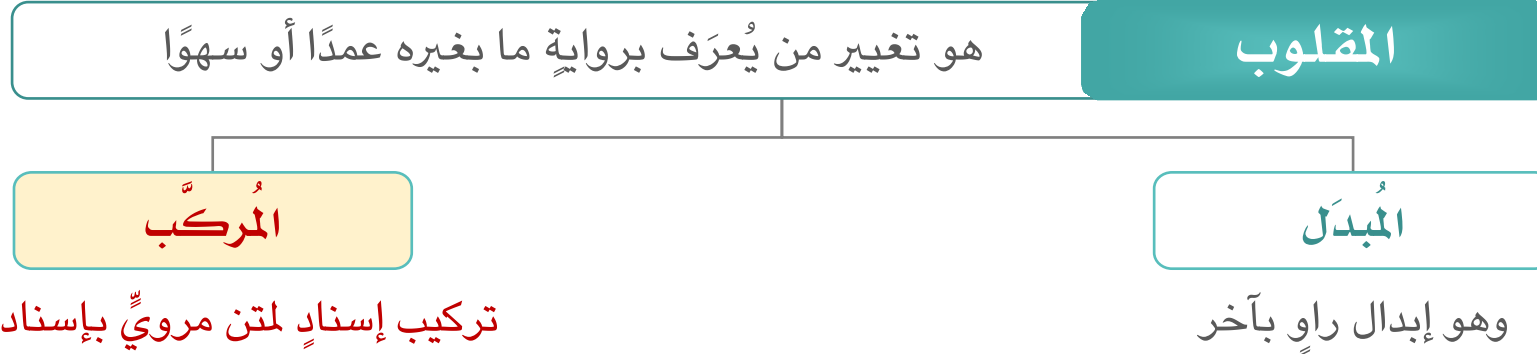 المقلوب
هو تغيير من يُعرَف بروايةٍ ما بغيره عمدًا أو سهوًا
المُبدَل
المُركَّب
وهو إبدال راوٍ بآخر
تركيب إسنادٍ لمتن مرويٍّ بإسناد